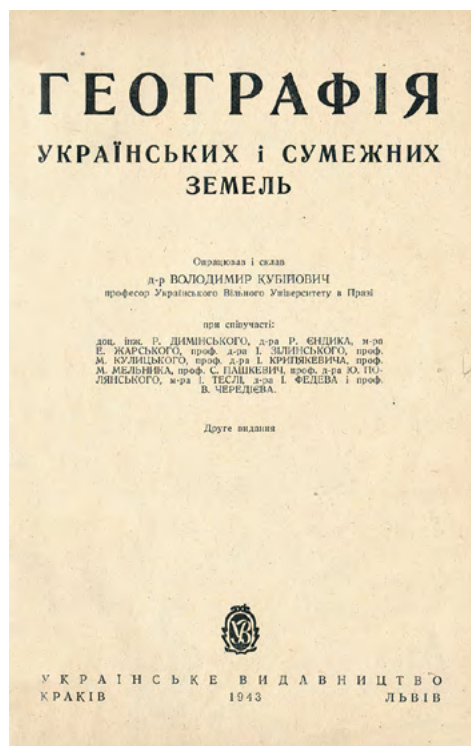 ГЕОГРАФІЯ
УКРАЇНСЬКИХ і СУМЕЖНИХ
ЗЕМЕЛЬ
Опрацював і склав
д-р ВОЛОДИМИР КУБІЙОВИЧ
професор Українського Вільного Університету в Празі
при співучасті:
доц. інж. Р. ДИМІНСЬКОГО, д-ра Р. ЄНДИКА, м-ра
Е. ЖАРСЬКОГО, проф. д-ра І. ЗІЛИНСЬКОГО, проф.
М. КУЛИЦЬКОГО, проф. д-ра І. КРИПЯКЕВИЧА, проф.
М. МЕЛЬНИКА, проф. С. ПАШКЕВИЧ, проф. д-ра Ю. ПО-
ЛЯНСЬКОГО, м-ра І. ТЕСЛІ, д-ра І. ФЕДЕВА і проф.
В. ЧЕРЕДІЄВА.
Друге видання
УВ
УКРАЇНСЬКЕ ВИДАВНИЦТВО
КРАКІВ 1943 ЛЬВІВ